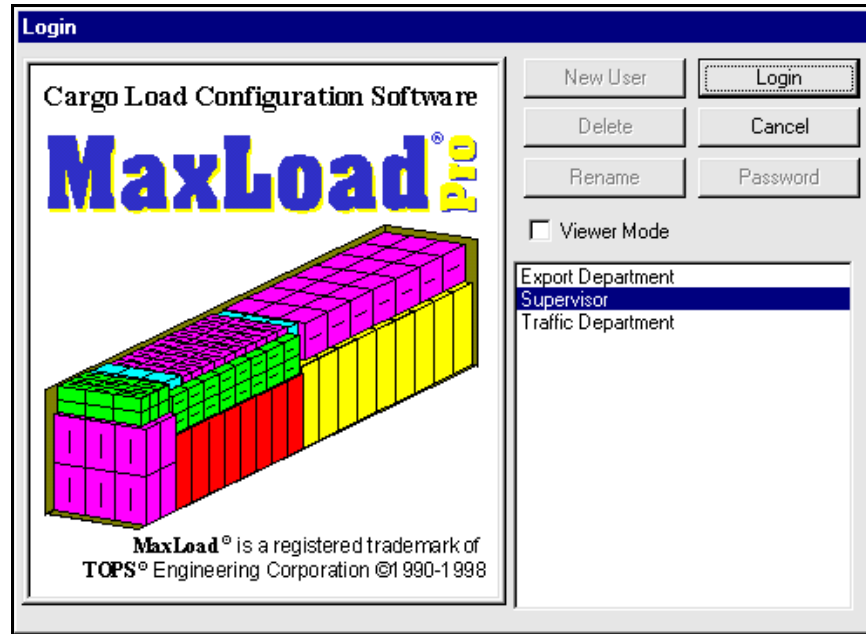 Login
Cargo Load Configuration Software
MaxLoad® Pro
MaxLoad® is a registered trademark of
TOPS® Engineering Corporation ©1990-1998
New User
Login
Delete
Cancel
Rename
Password
Viewer Mode
Export Department
Supervisor
Traffic Department